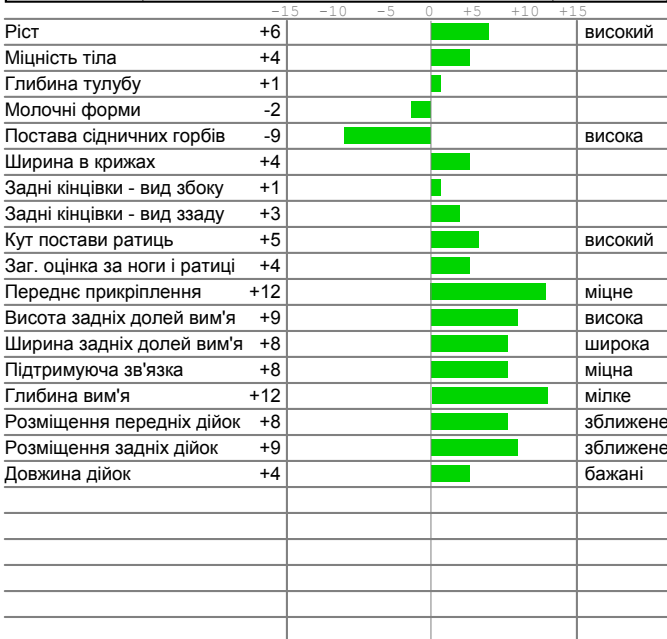 -15 -10 -5 0 +5 +10 +15
Ріст +6 високий
Міцність тіла +4
Глибина тулубу +1
Молочні форми -2
Постава сідничних горбів -9 висока
Ширина в крижах +4
Задні кінцівки - вид збоку +1
Задні кінцівки - вид ззаду +3
Кут постави ратиць +5 високий
Заг. оцінка за ноги і ратиці +4
Переднє прикріплення +12 міцне
Висота задніх долей вим'я +9 висока
Ширина задніх долей вим'я +8 широка
Підтримуюча зв'язка +8 міцна
Глибина вим'я +12 мілке
Розміщення передніх дійок +8 зближене
Розміщення задніх дійок +9 зближене
Довжина дійок +4 бажані